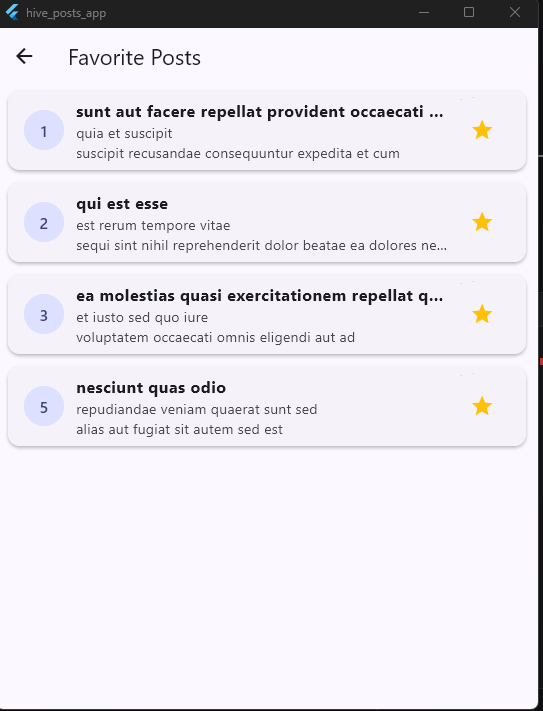 hive_posts_app
Favorite Posts
1
sunt aut facere repellat provident occaecati ...
quia et suscipit
suscipit recusandae consequuntur expedita et cum
2
qui est esse
est rerum tempore vitae
sequi sint nihil reprehenderit dolor beatae ea dolores ne...
3
ea molestias quasi exercitationem repellat q...
et iusto sed quo iure
voluptatem occaecati omnis eligendi aut ad
5
nesciunt quas odio
repudiandae veniam quaerat sunt sed
alias aut fugiat sit autem sed est